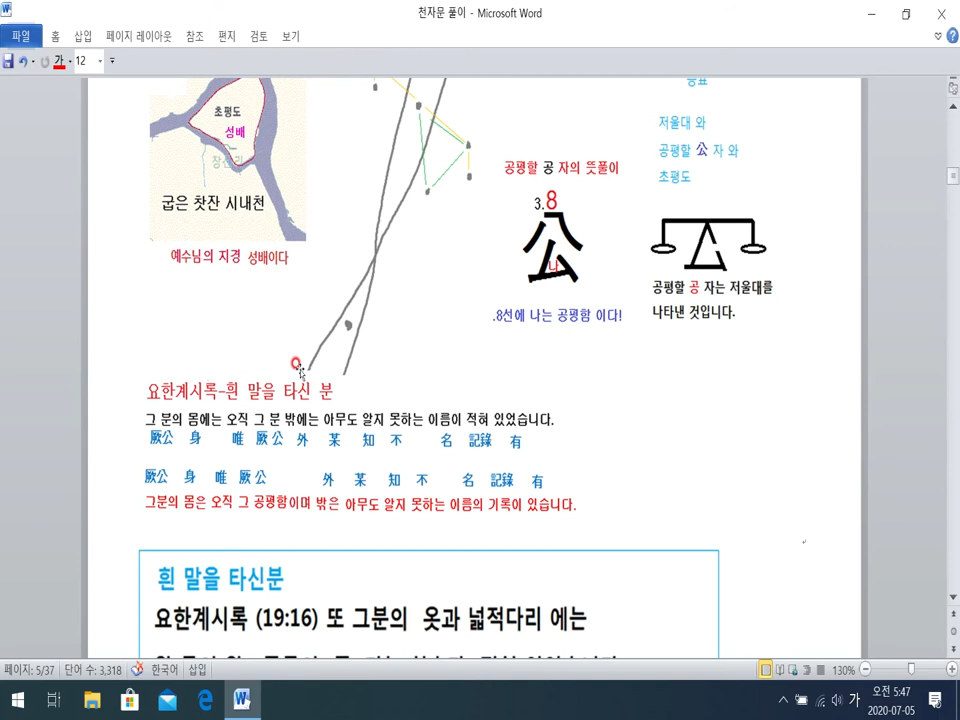 천자문 풀이 - Microsoft Word
파일 홈 삽입 페이지 레이아웃 참조 편지 검토 보기
가 12
초평도
성배
굽은 찻잔 시내천
예수님의 지경 성배이다
저울대 와
공평할 公 자 와
초평도
공평할 공 자의 뜻풀이
3.8
公
나
.8선에 나는 공평함 이다!
공평할 공 자는 저울대를
나타낸 것입니다.
요한계시록-흰 말을 타신 분
그 분의 몸에는 오직 그 분 밖에는 아무도 알지 못하는 이름이 적혀 있었습니다.
厥公 身 唯 厥公 外 某 知 不 名 記錄 有
厥公 身 唯 厥公 外 某 知 不 名 記錄 有
그분의 몸은 오직 그 공평함이며 밖은 아무도 알지 못하는 이름의 기록이 있습니다.
흰 말을 타신분
요한계시록 (19:16) 또 그분의 옷과 넓적다리 에는
페이지: 5/37 단어 수: 3,318 한국어 삽입 130%
가 오전 5:47
2020-07-05